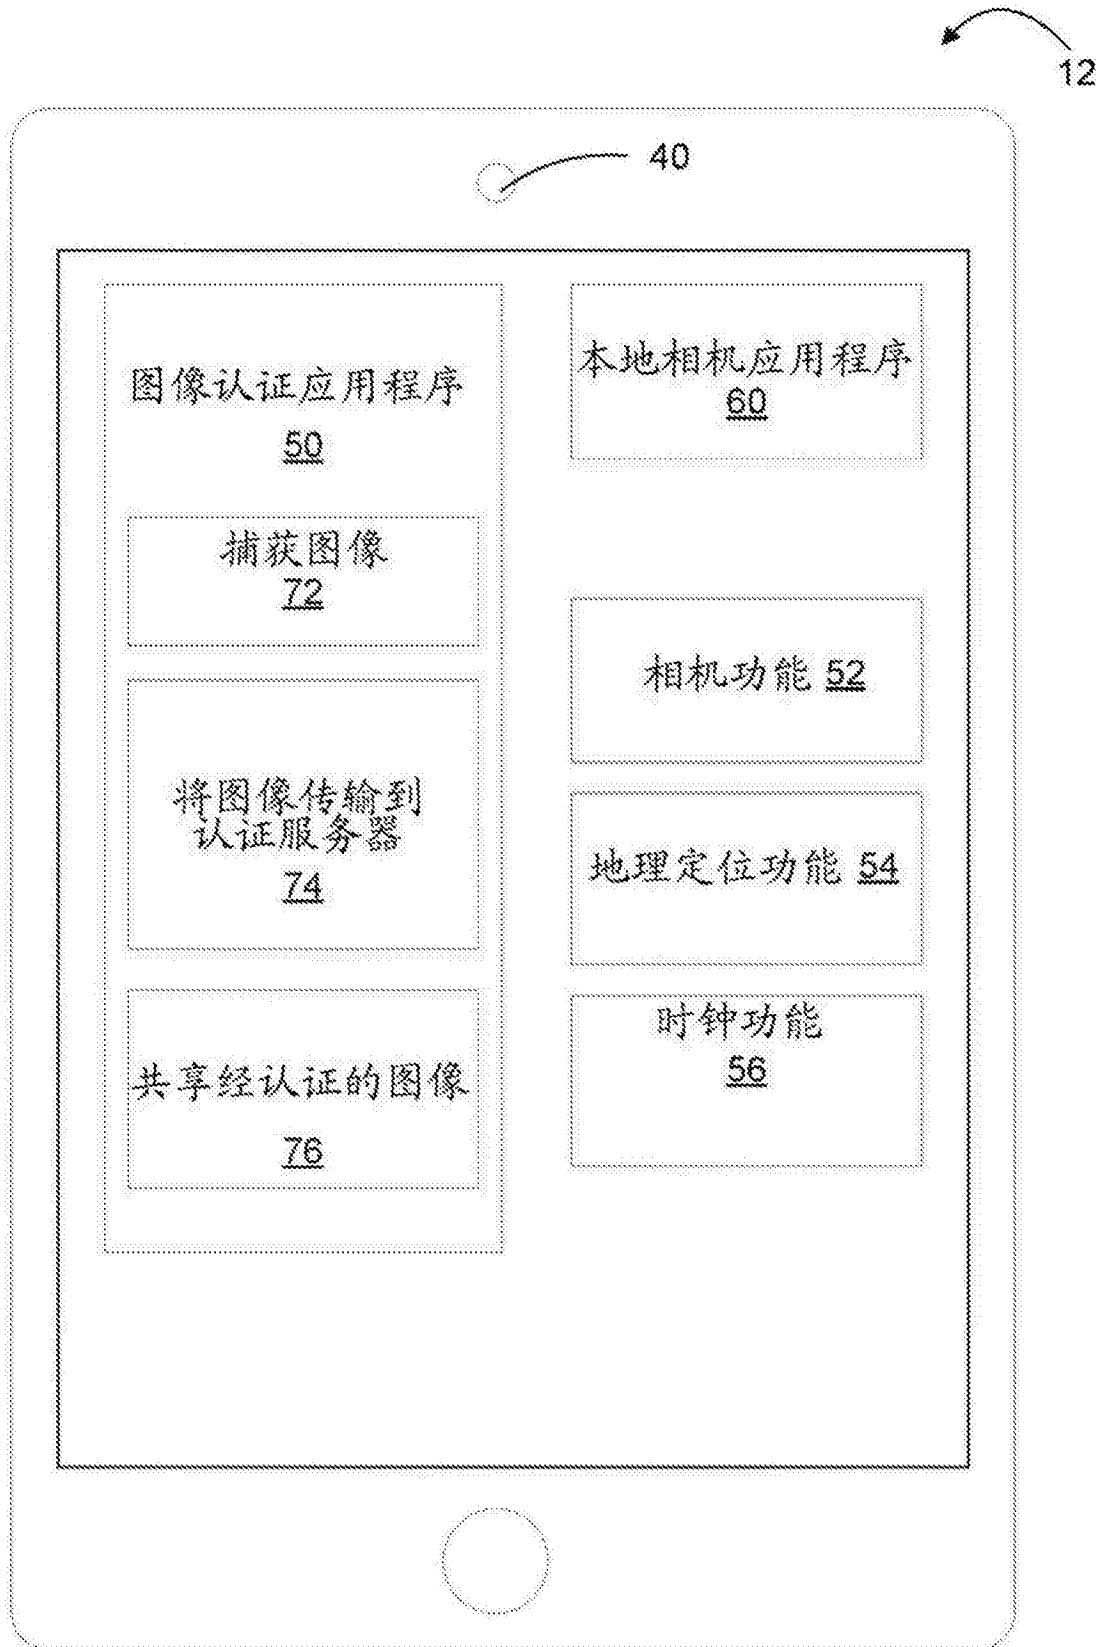 12
40
图像认证应用程序
50
捕获图像
72
将图像传输到
认证服务器
74
共享经认证的图像
76
本地相机应用程序
60
相机功能 52
地理定位功能 54
时钟功能
56